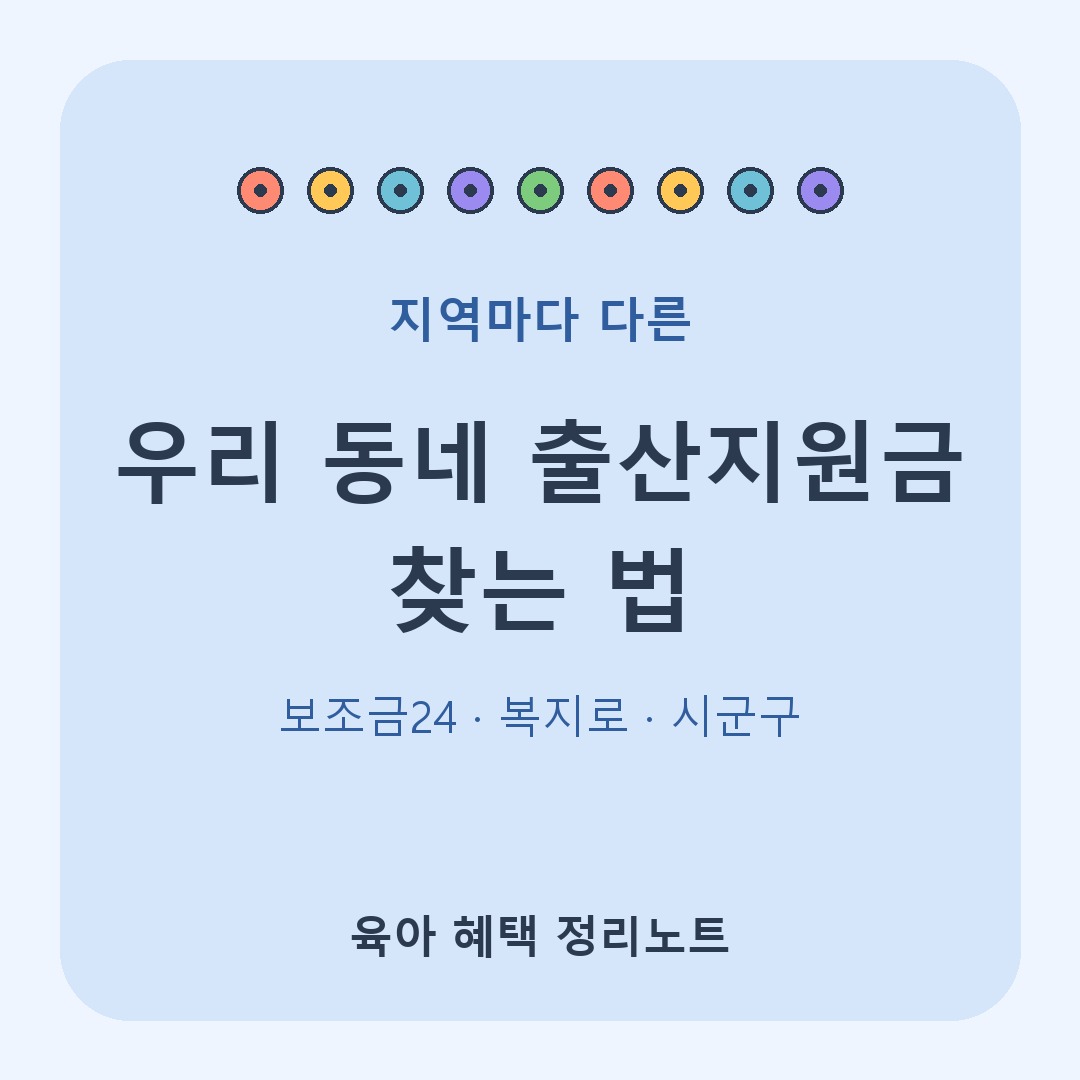 지역마다 다른
우리 동네 출산지원금
찾는 법
보조금24 · 복지로 · 시군구
육아 혜택 정리노트